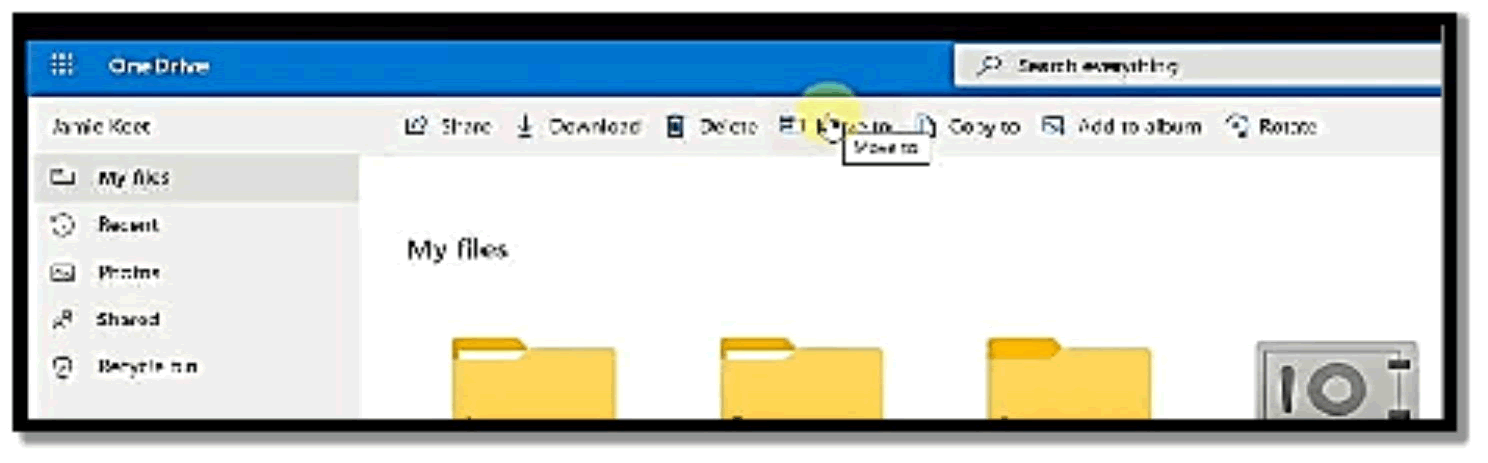 OneDrive
Search everything
Jamie Keet
Share Download Delete Move to Copy to Add to album Rotate
Move to
My files
Recent
Photos
Shared
Recycle bin
My files